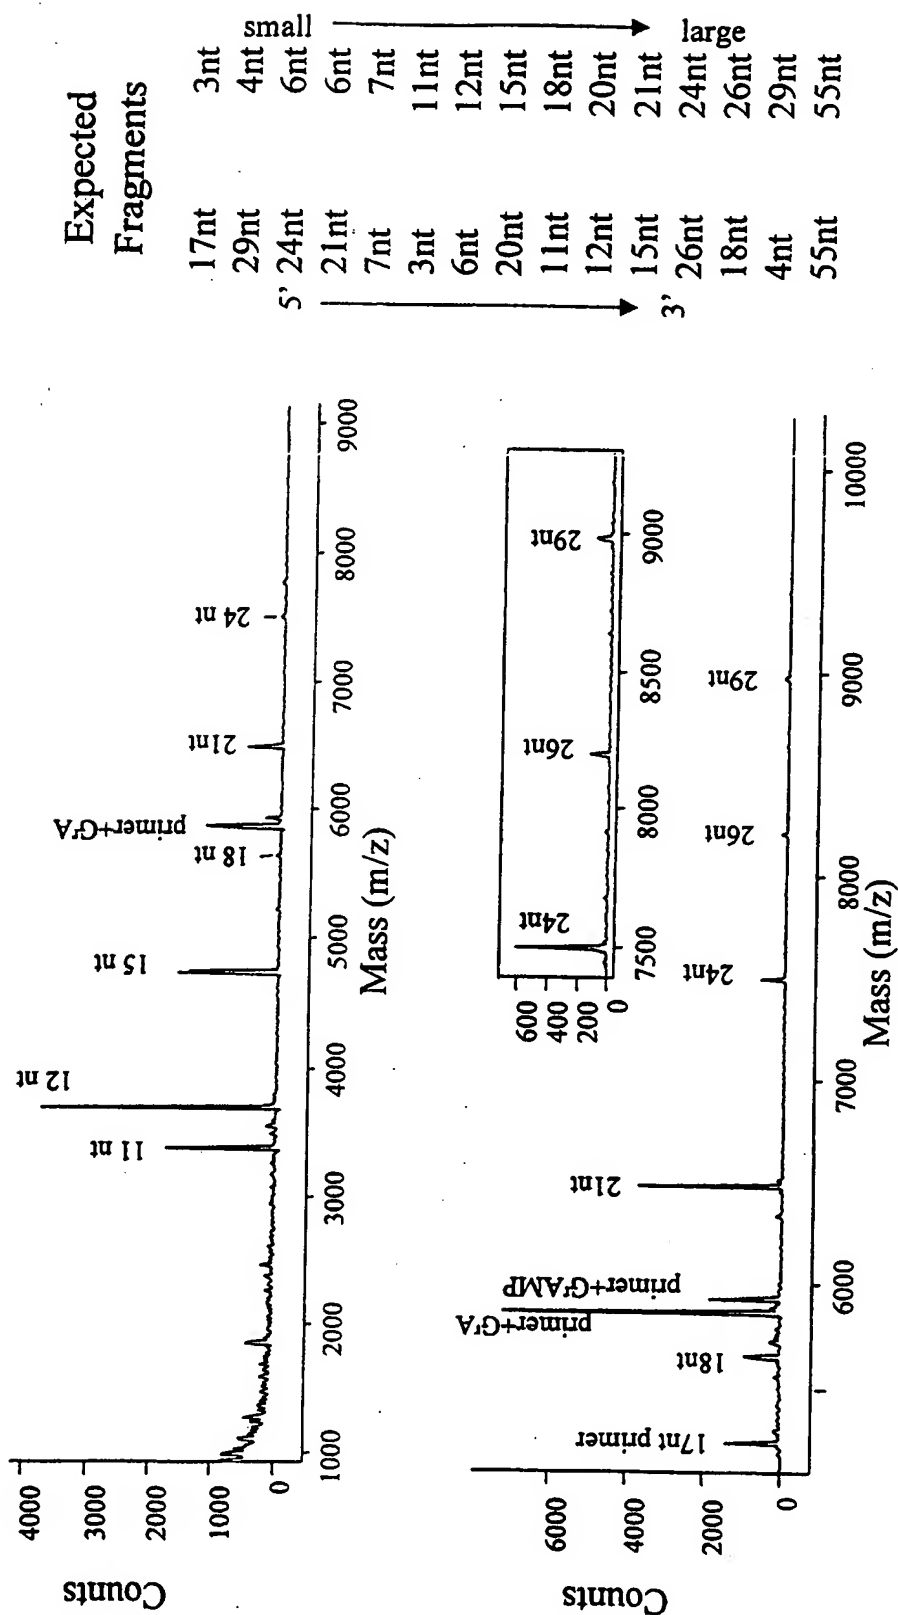 Expected
Fragments
17nt 3nt
29nt 4nt
5' 24nt 6nt small
21nt 6nt
7nt 7nt
3nt 11nt
6nt 12nt
20nt 15nt
11nt 18nt
12nt 20nt
15nt 21nt
3' 26nt 24nt large
18nt 26nt
4nt 29nt
55nt 55nt
Counts
4000
3000
2000
1000
0
11 nt
12 nt
15 nt
18 nt
primer+GrA
21nt
24 nt
1000 2000 3000 4000 5000 6000 7000 8000 9000
Mass (m/z)
Counts
6000
4000
2000
0
17nt primer
18nt
primer+GrA
primer+GrAMP
21nt
24nt
26nt
29nt
6000 7000 8000 9000 10000
Mass (m/z)
600
400
200
0
24nt
26nt
29nt
7500 8000 8500 9000